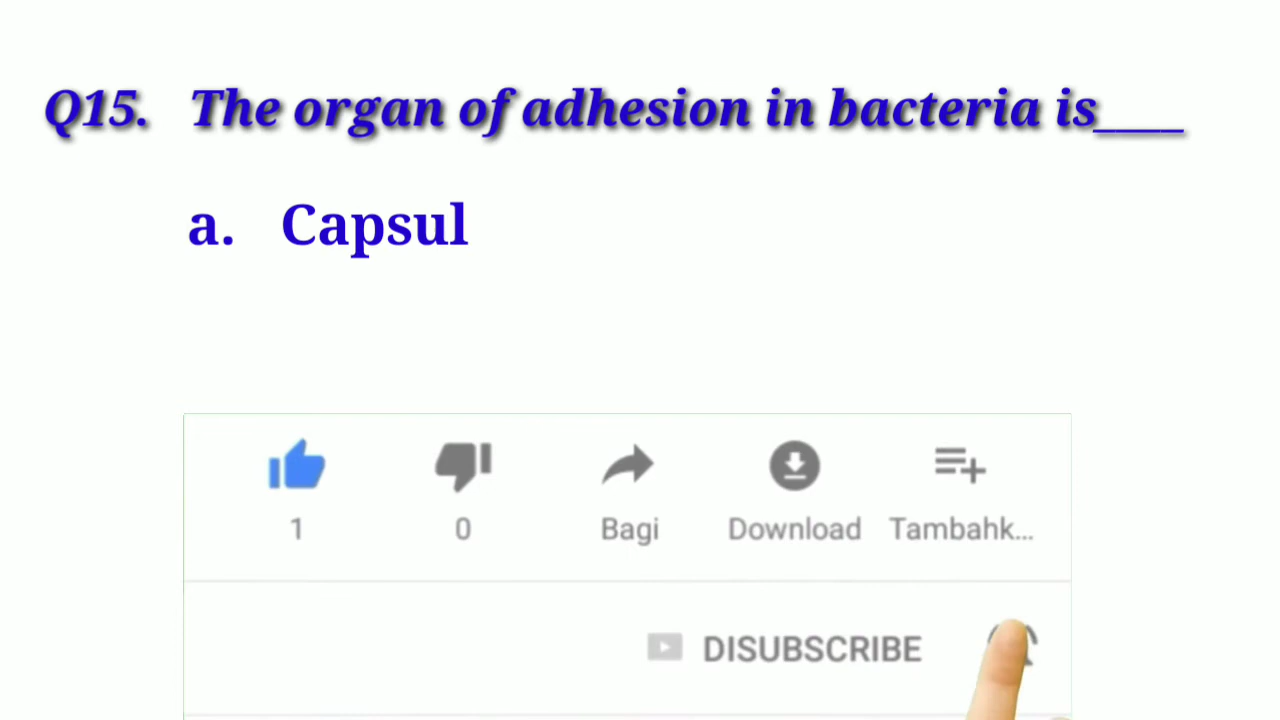 Q15. The organ of adhesion in bacteria is____
a. Capsul
1 0 Bagi Download Tambahk...
DISUBSCRIBE